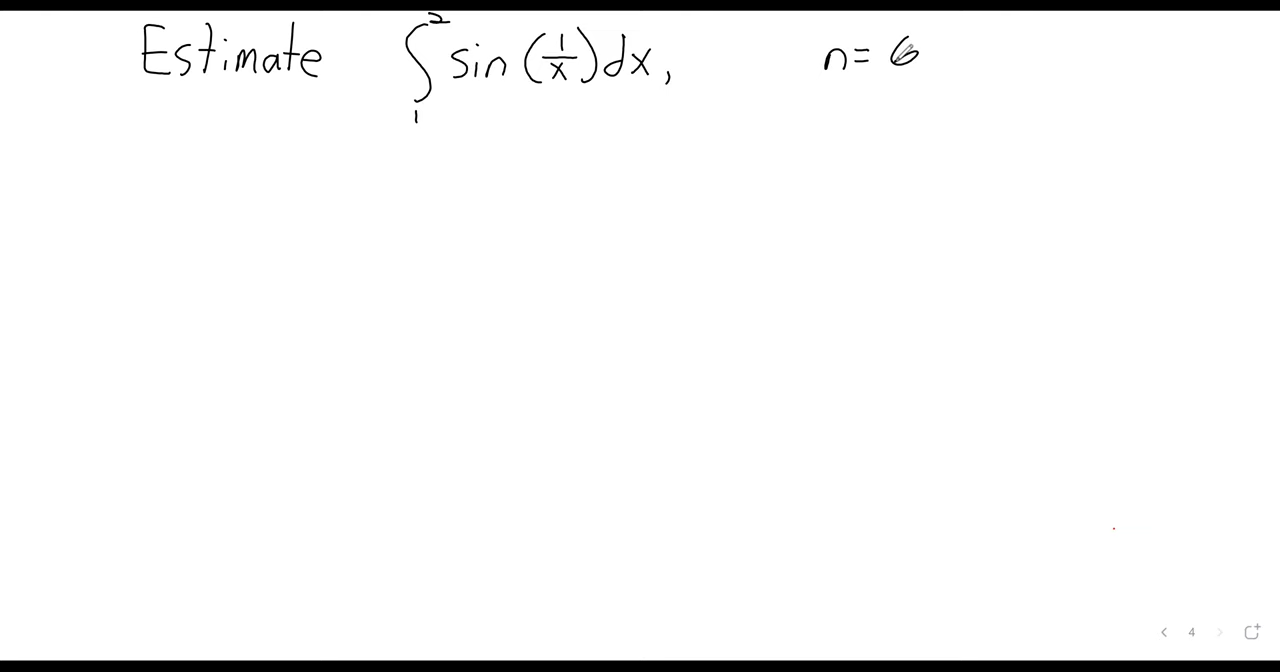 Estimate ∫₁² sin(1/x)dx, n=6
4